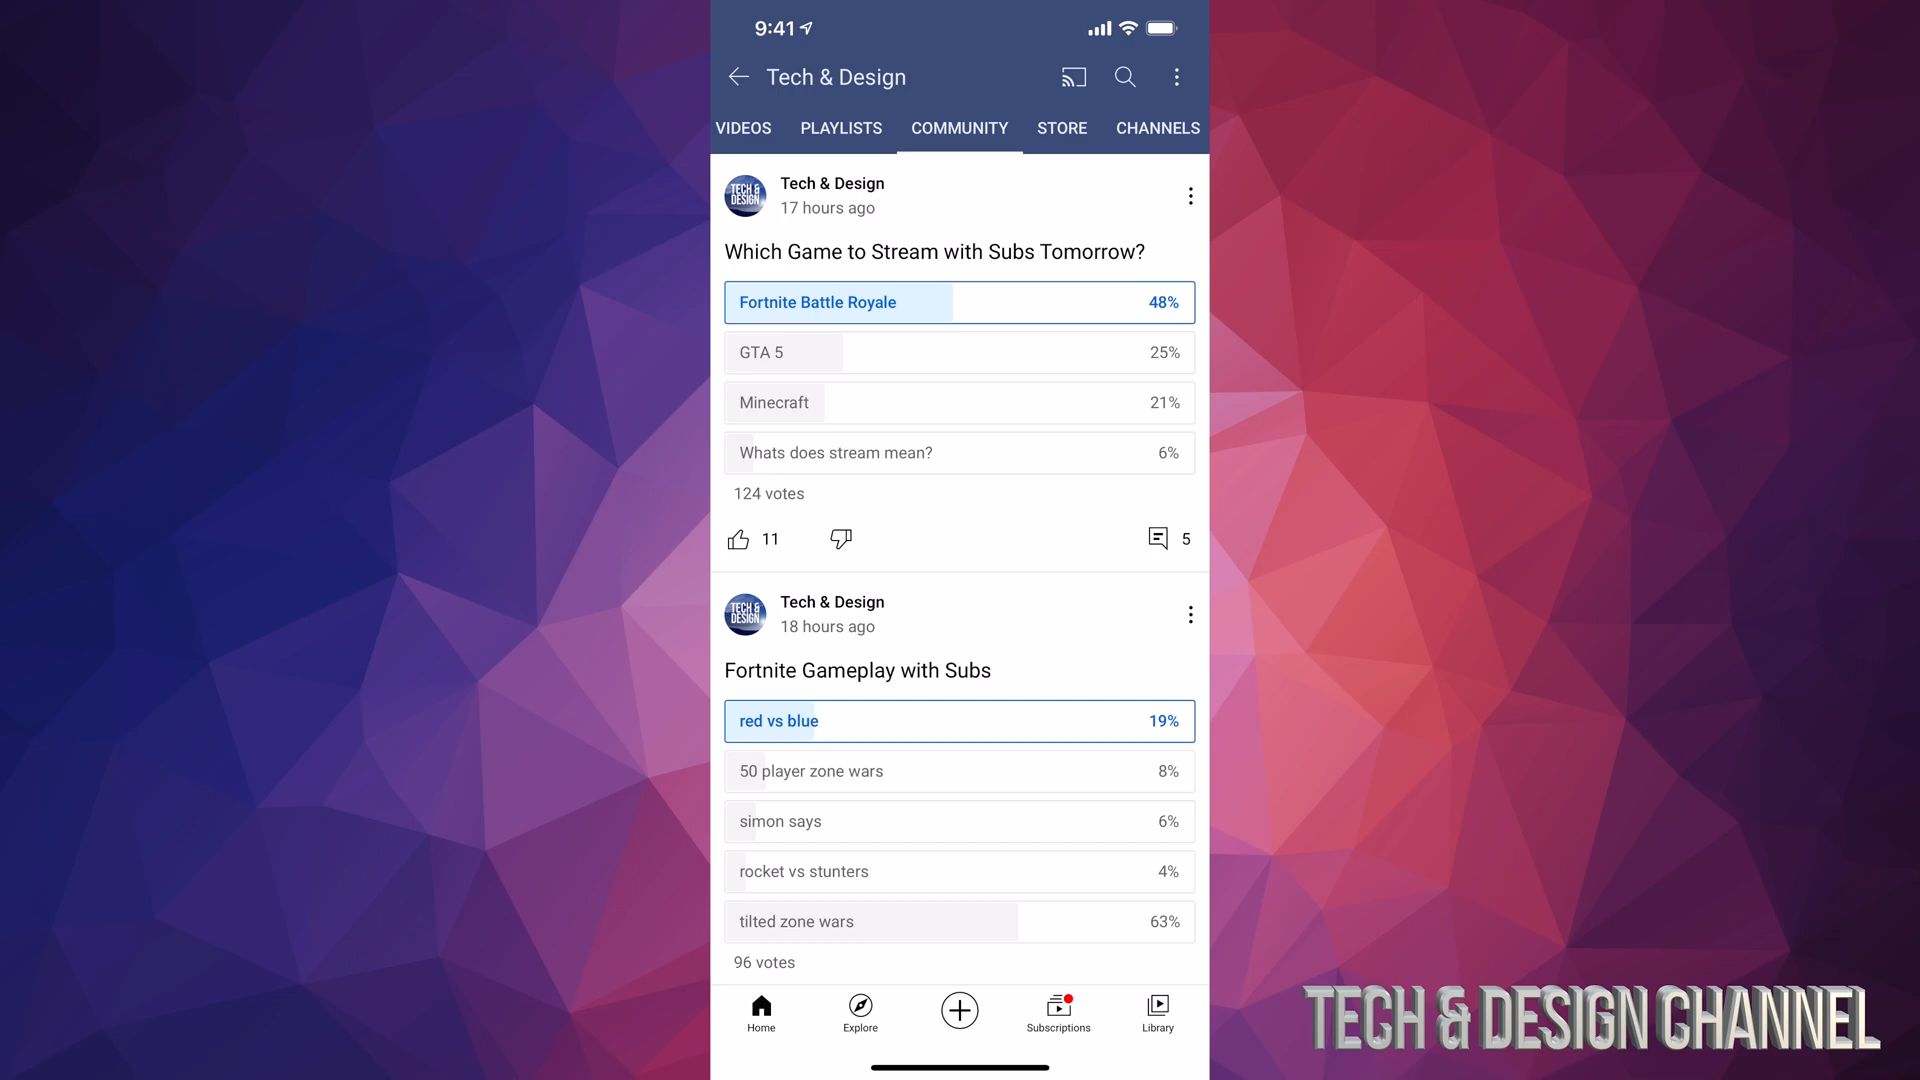 9:41
Tech & Design
VIDEOS PLAYLISTS COMMUNITY STORE CHANNELS
TECH & DESIGN
Tech & Design
17 hours ago
Which Game to Stream with Subs Tomorrow?
Fortnite Battle Royale 48%
GTA 5 25%
Minecraft 21%
Whats does stream mean? 6%
124 votes
11 5
TECH & DESIGN
Tech & Design
18 hours ago
Fortnite Gameplay with Subs
red vs blue 19%
50 player zone wars 8%
simon says 6%
rocket vs stunters 4%
tilted zone wars 63%
96 votes
Home Explore Subscriptions Library
TECH & DESIGN CHANNEL